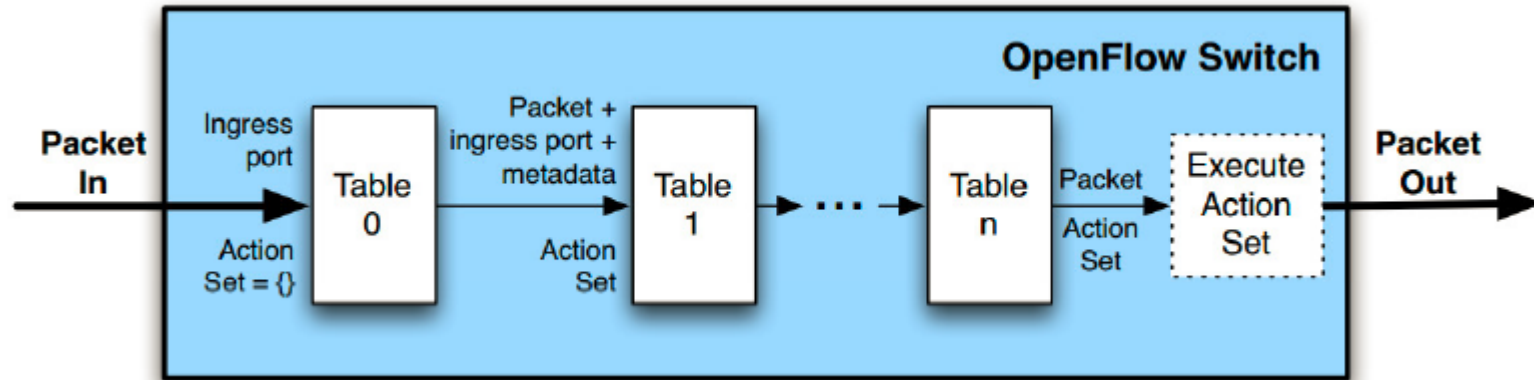 OpenFlow Switch
Packet
In
Ingress
port
Action
Set = {}
Table
0
Packet +
ingress port +
metadata
Action
Set
Table
1
...
Table
n
Packet
Action
Set
Execute
Action
Set
Packet
Out